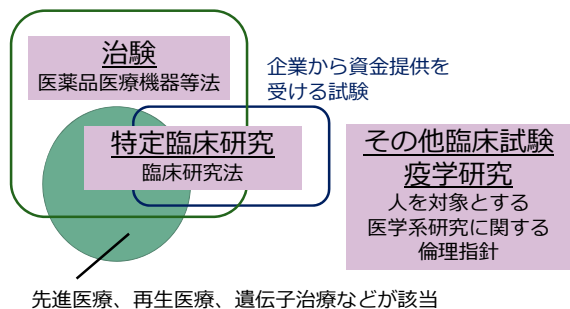 治験
医薬品医療機器等法
企業から資金提供を
受ける試験
特定臨床研究
臨床研究法
その他臨床試験
疫学研究
人を対象とする
医学系研究に関する
倫理指針
先進医療、再生医療、遺伝子治療などが該当